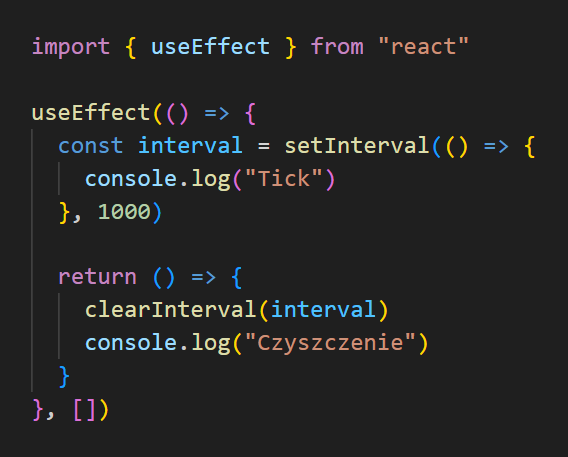 import { useEffect } from "react"
useEffect(() => {
const interval = setInterval(() => {
console.log("Tick")
}, 1000)
return () => {
clearInterval(interval)
console.log("Czyszczenie")
}
}, [])